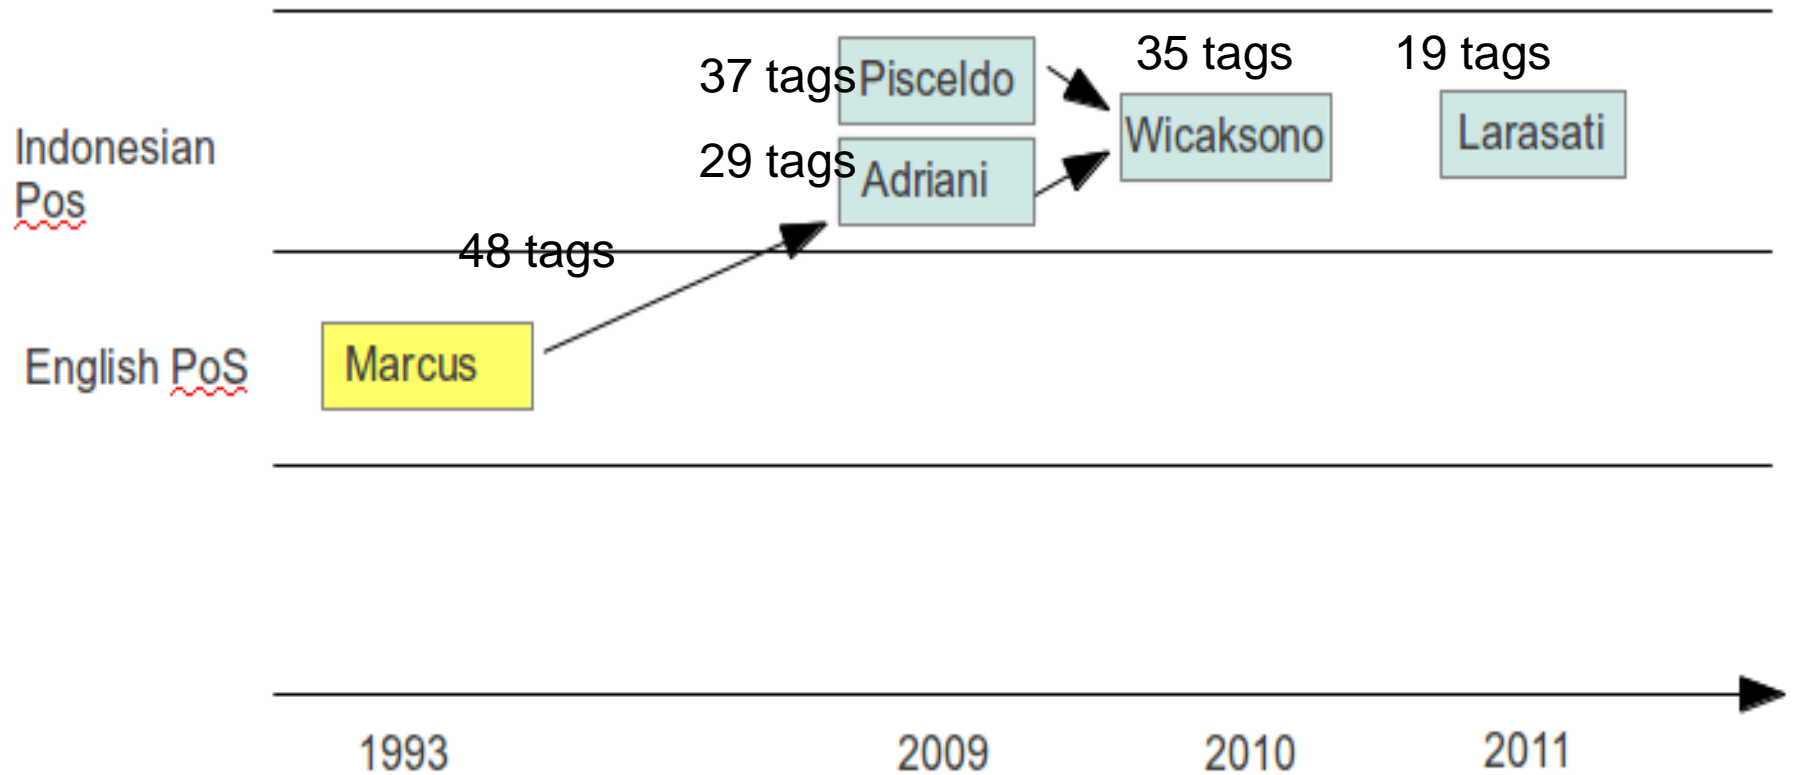 37 tags
Pisceldo
35 tags
19 tags
Indonesian
Pos
29 tags
Adriani
Wicaksono
Larasati
48 tags
English PoS
Marcus
1993
2009
2010
2011